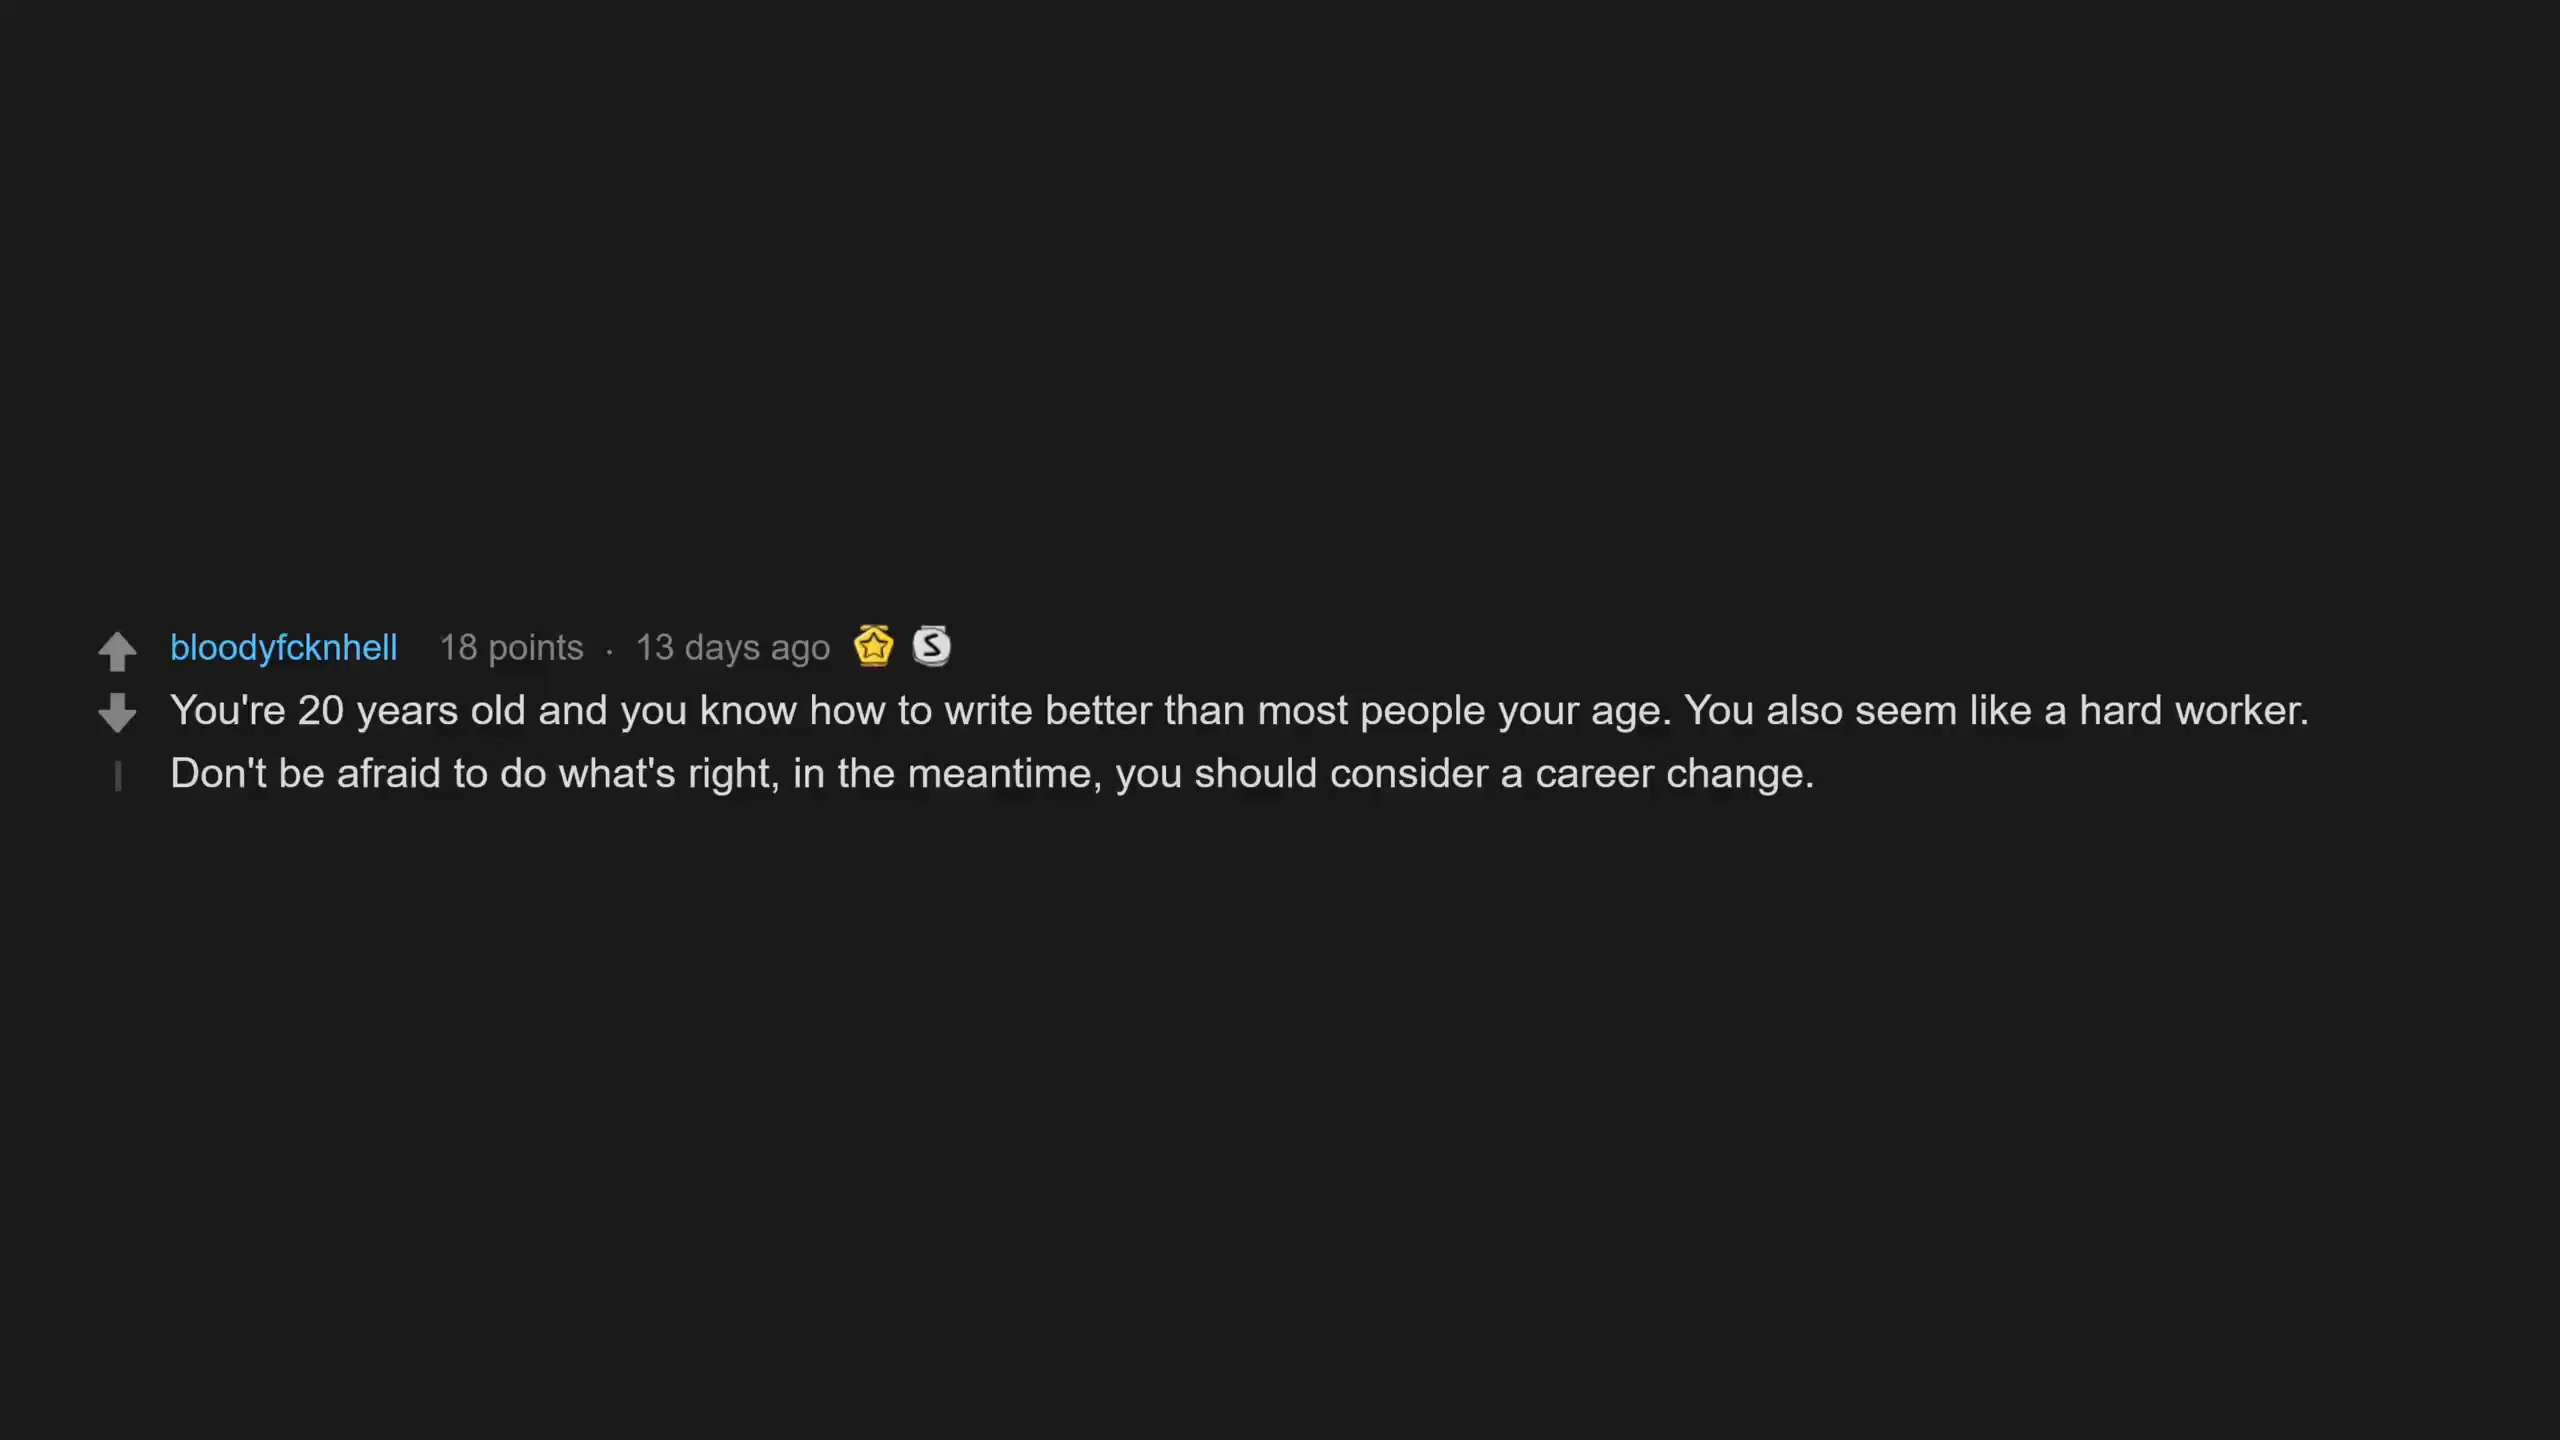 bloodyfcknhell 18 points · 13 days ago S
You're 20 years old and you know how to write better than most people your age. You also seem like a hard worker.
Don't be afraid to do what's right, in the meantime, you should consider a career change.